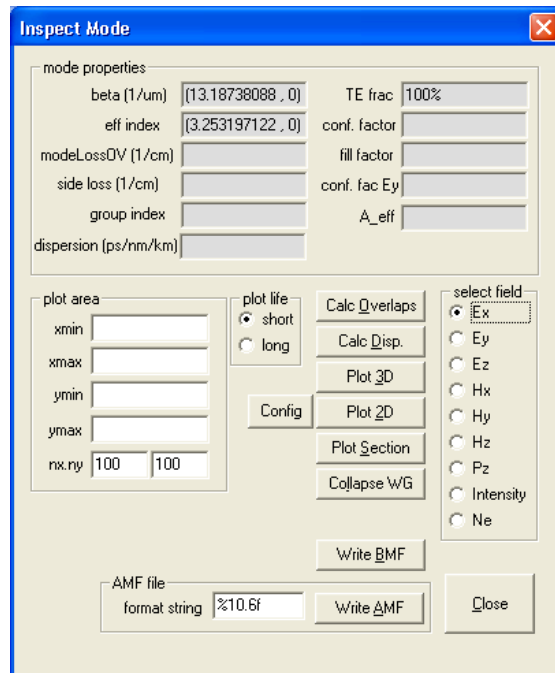 Inspect Mode
mode properties
beta (1/um) (13.18738088 , 0) TE frac 100%
eff index (3.253197122 , 0) conf. factor
modeLossOV (1/cm) fill factor
side loss (1/cm) conf. fac Ey
group index A_eff
dispersion (ps/nm/km)
plot area
xmin
xmax
ymin
ymax
nx.ny 100 100
plot life
short
long
Config
Calc Overlaps
Calc Disp.
Plot 3D
Plot 2D
Plot Section
Collapse WG
Write BMF
select field
Ex
Ey
Ez
Hx
Hy
Hz
Pz
Intensity
Ne
AMF file
format string %10.6f Write AMF
Close